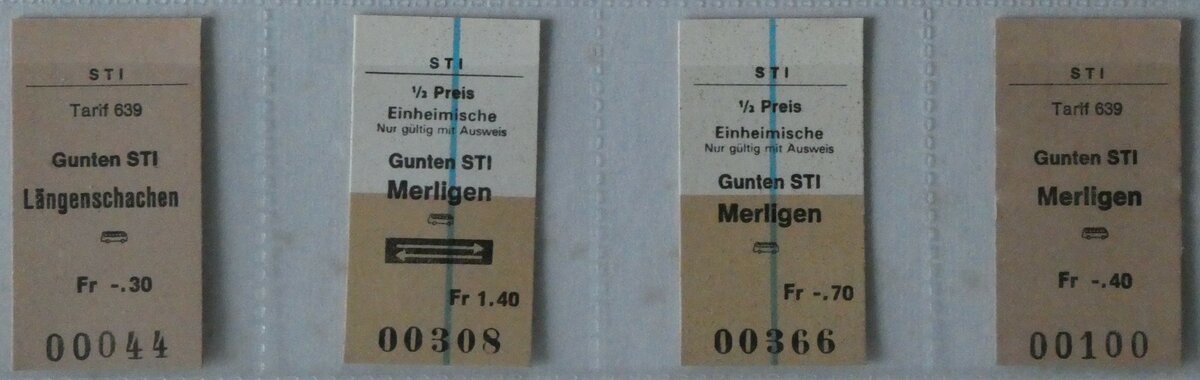 STI
Tarif 639
Gunten STI
Längenschachen
Fr -.30
00044
STI
1/2 Preis
Einheimische
Nur gültig mit Ausweis
Gunten STI
Merligen
Fr 1.40
00308
STI
1/2 Preis
Einheimische
Nur gültig mit Ausweis
Gunten STI
Merligen
Fr -.70
00366
STI
Tarif 639
Gunten STI
Merligen
Fr -.40
00100